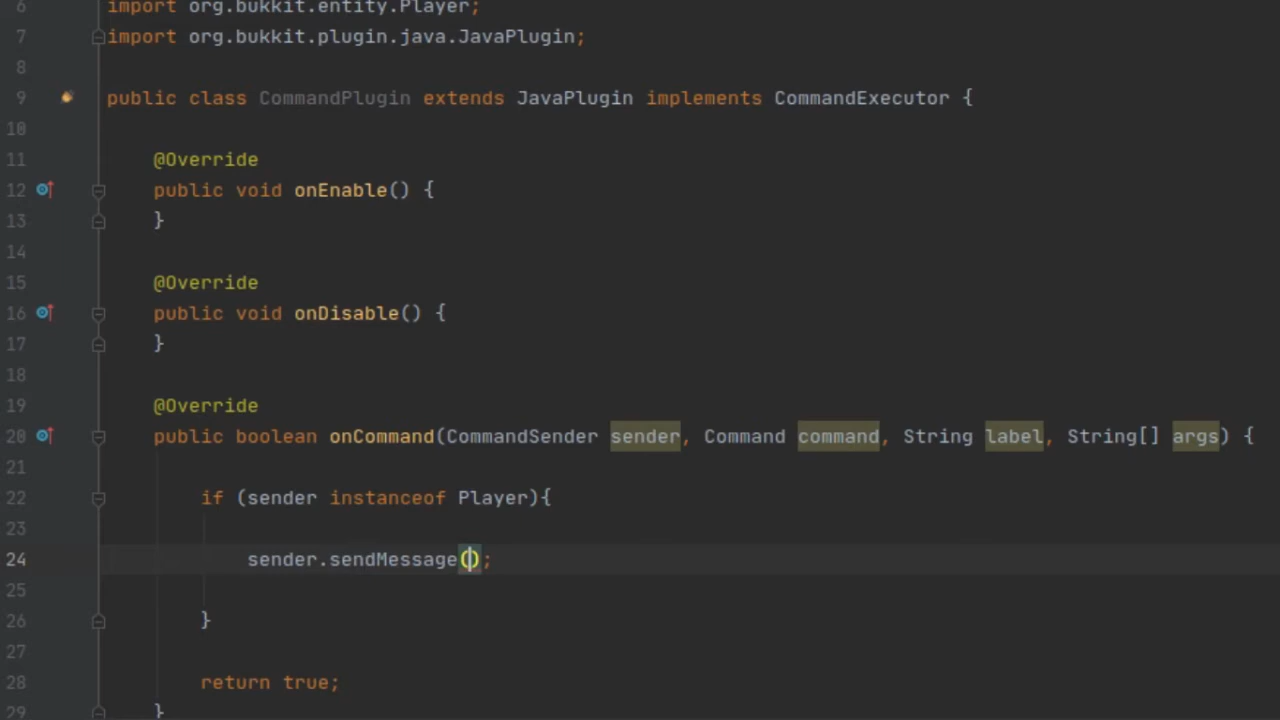 6 import org.bukkit.entity.Player;
7 import org.bukkit.plugin.java.JavaPlugin;
8
9 public class CommandPlugin extends JavaPlugin implements CommandExecutor {
10
11 @Override
12 public void onEnable() {
13 }
14
15 @Override
16 public void onDisable() {
17 }
18
19 @Override
20 public boolean onCommand(CommandSender sender, Command command, String label, String[] args) {
21
22 if (sender instanceof Player){
23
24 sender.sendMessage();
25
26 }
27
28 return true;
29 }